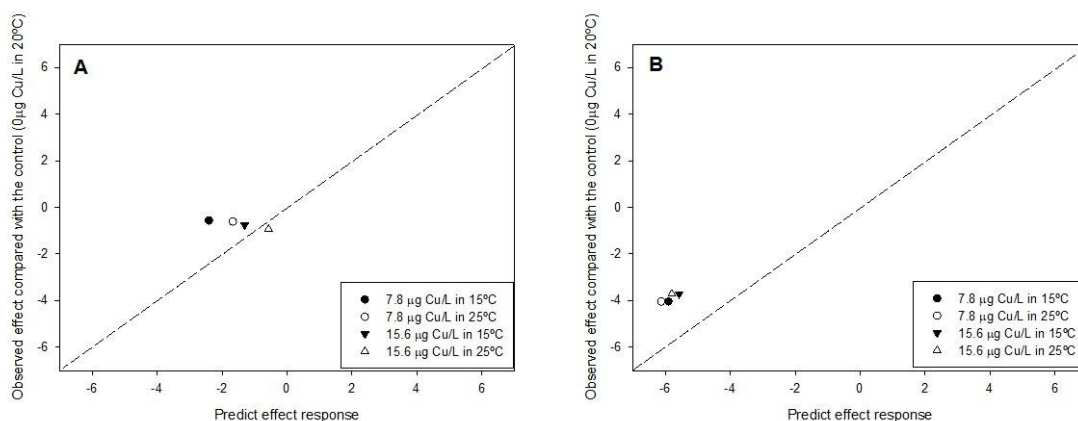 Observed effect compared with the control (0µg Cu/L in 20ºC)
A
6
4
2
0
-2
-4
-6
7.8 µg Cu/L in 15ºC
7.8 µg Cu/L in 25ºC
15.6 µg Cu/L in 15ºC
15.6 µg Cu/L in 25ºC
-6 -4 -2 0 2 4 6
Predict effect response
Observed effect compared with the control (0µg Cu/L in 20ºC)
B
6
4
2
0
-2
-4
-6
7.8 µg Cu/L in 15ºC
7.8 µg Cu/L in 25ºC
15.6 µg Cu/L in 15ºC
15.6 µg Cu/L in 25ºC
-6 -4 -2 0 2 4 6
Predict effect response